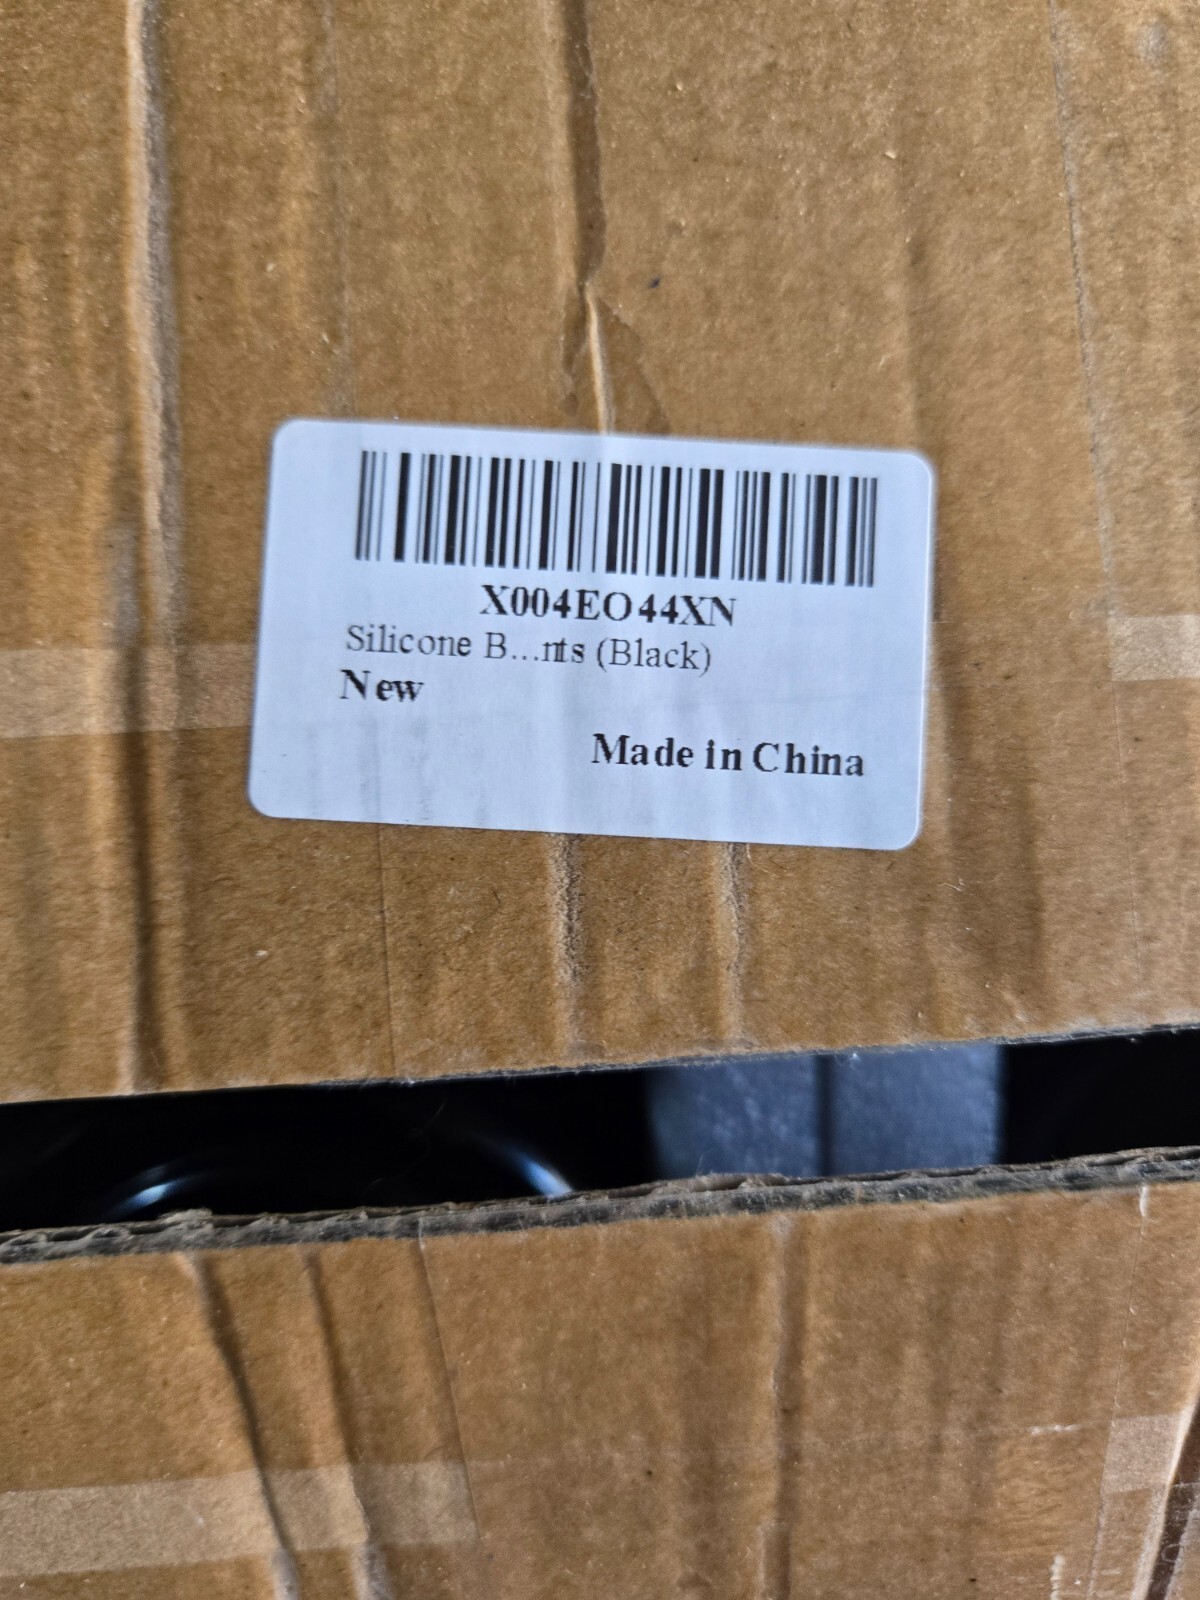 X004EO44XN
Silicone B...nts (Black)
New
Made in China